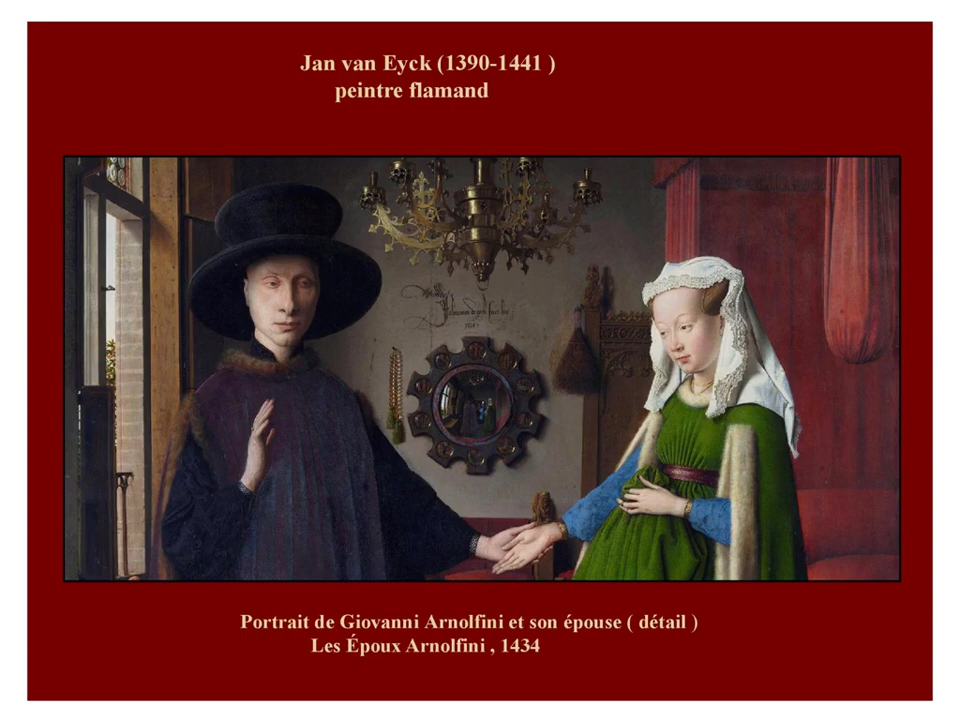 Jan van Eyck (1390-1441 )
peintre flamand
Portrait de Giovanni Arnolfini et son épouse ( détail )
Les Époux Arnolfini , 1434